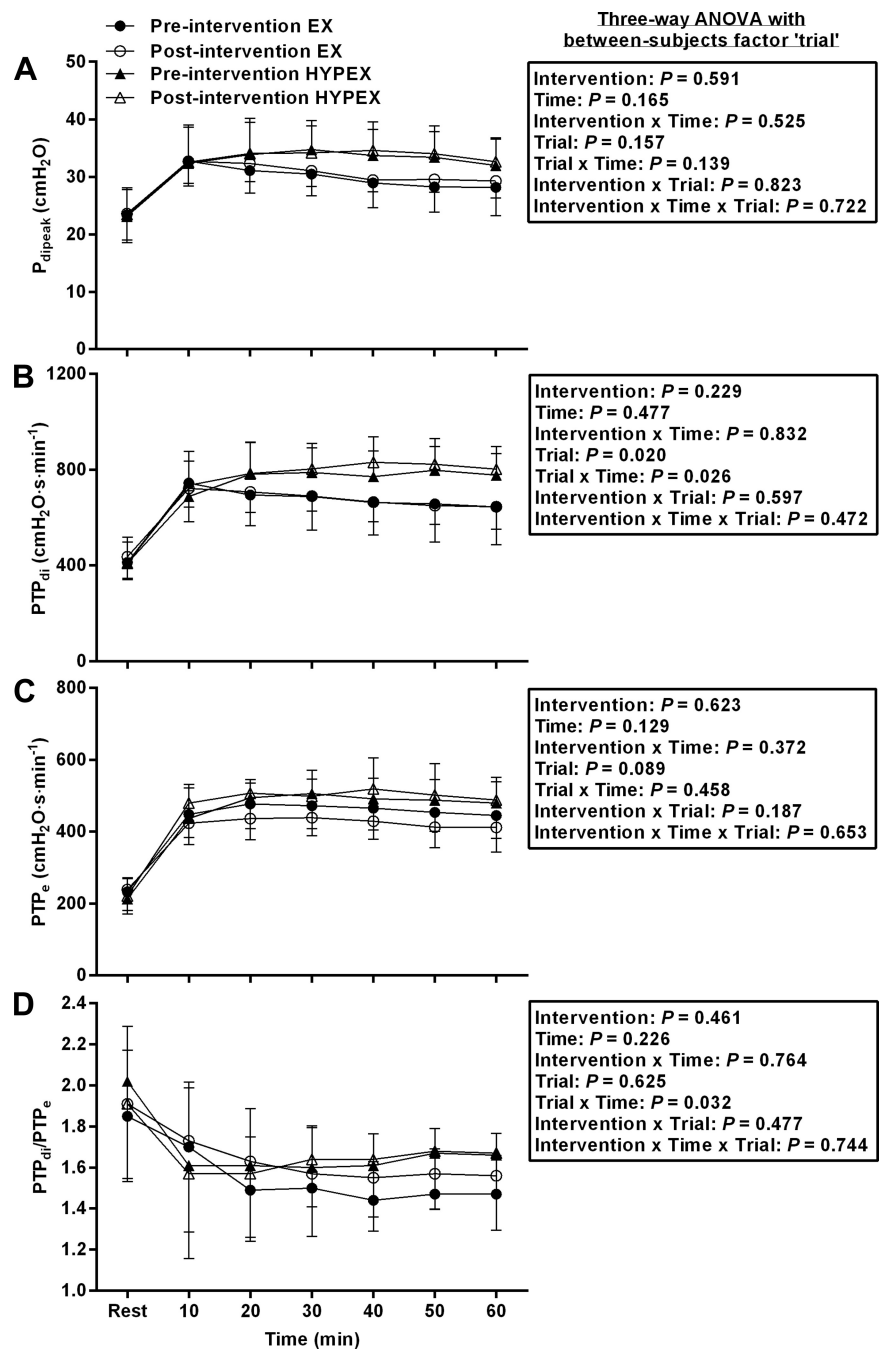 Pre-intervention EX
Post-intervention EX
Pre-intervention HYPEX
Post-intervention HYPEX
Three-way ANOVA with
between-subjects factor 'trial'
A
50
40
30
20
10
0
P_dipeak (cmH₂O)
Intervention: P = 0.591
Time: P = 0.165
Intervention x Time: P = 0.525
Trial: P = 0.157
Trial x Time: P = 0.139
Intervention x Trial: P = 0.823
Intervention x Time x Trial: P = 0.722
B
1200
800
400
0
PTP_di (cmH₂O·s·min⁻¹)
Intervention: P = 0.229
Time: P = 0.477
Intervention x Time: P = 0.832
Trial: P = 0.020
Trial x Time: P = 0.026
Intervention x Trial: P = 0.597
Intervention x Time x Trial: P = 0.472
C
800
600
400
200
0
PTP_e (cmH₂O·s·min⁻¹)
Intervention: P = 0.623
Time: P = 0.129
Intervention x Time: P = 0.372
Trial: P = 0.089
Trial x Time: P = 0.458
Intervention x Trial: P = 0.187
Intervention x Time x Trial: P = 0.653
D
2.4
2.2
2.0
1.8
1.6
1.4
1.2
1.0
PTP_di/PTP_e
Intervention: P = 0.461
Time: P = 0.226
Intervention x Time: P = 0.764
Trial: P = 0.625
Trial x Time: P = 0.032
Intervention x Trial: P = 0.477
Intervention x Time x Trial: P = 0.744
Rest 10 20 30 40 50 60
Time (min)